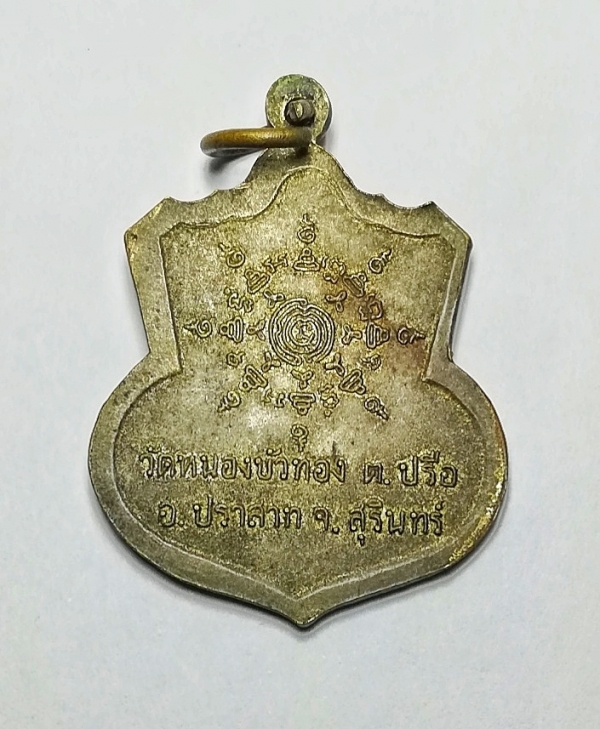 วัดหนองบัวทอง ต. ปรือ
อ. ปราสาท จ. สุรินทร์